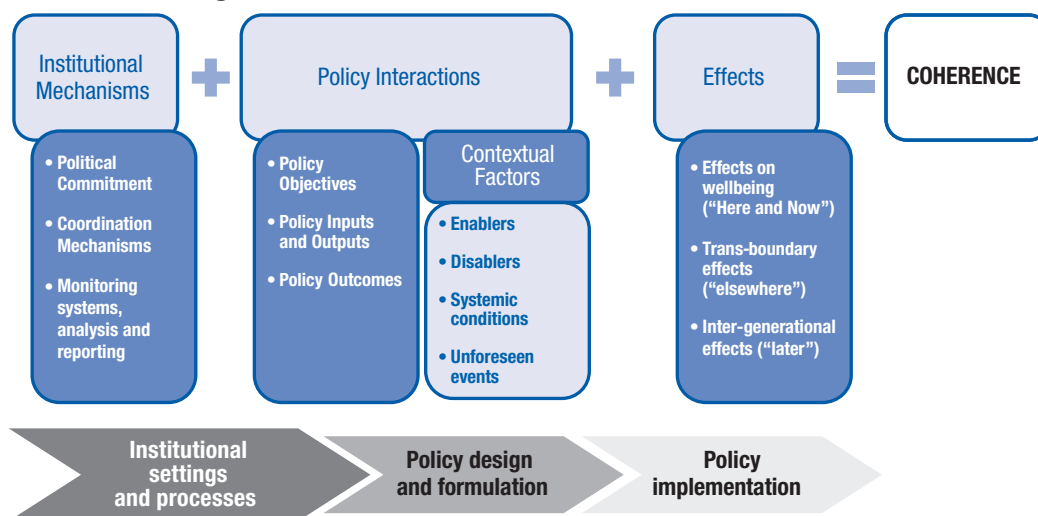 Institutional
Mechanisms
Policy Interactions
Effects
COHERENCE
• Political
Commitment
• Coordination
Mechanisms
• Monitoring
systems,
analysis and
reporting
• Policy
Objectives
• Policy Inputs
and Outputs
• Policy Outcomes
Contextual
Factors
• Enablers
• Disablers
• Systemic
conditions
• Unforeseen
events
• Effects on
wellbeing
(“Here and Now”)
• Trans-boundary
effects
(“elsewhere”)
• Inter-generational
effects (“later”)
Institutional
settings
and processes
Policy design
and formulation
Policy
implementation